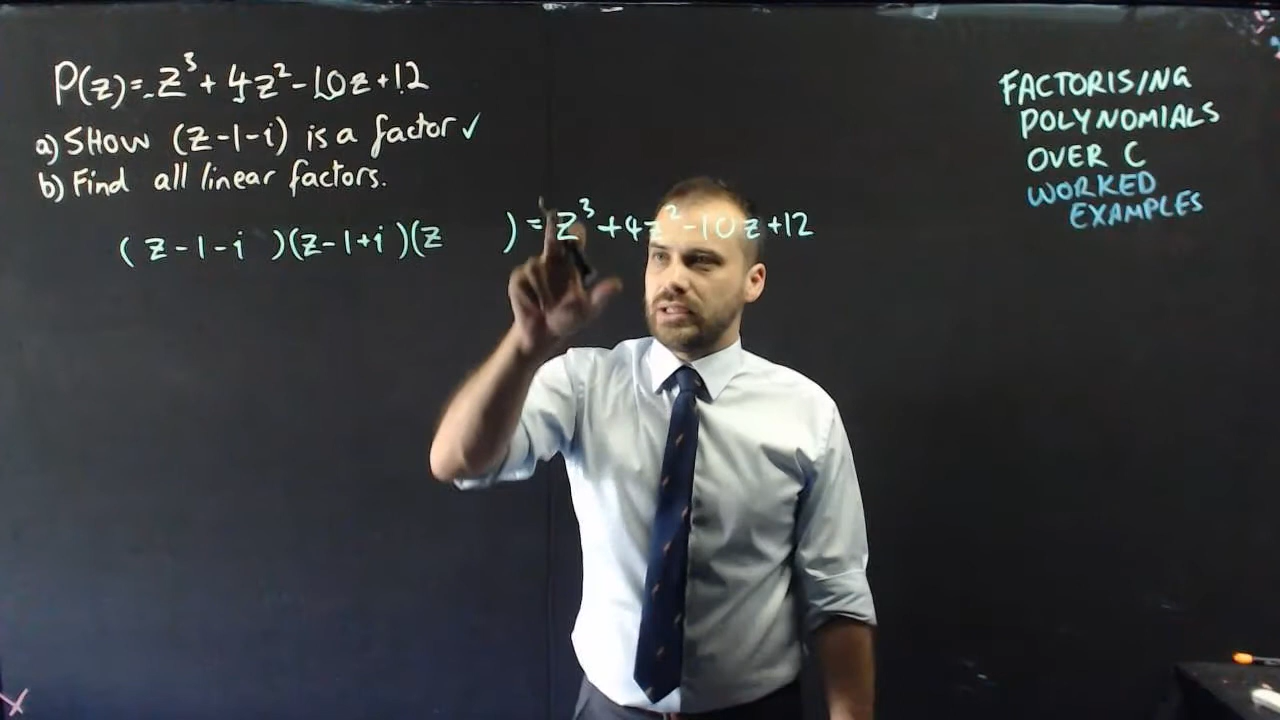 P(z)=z³+4z²-10z+12
a) SHOW (z-1-i) is a factor ✓
b) Find all linear factors.
(z-1-i )(z-1+i)(z )=z³+4z²-10z+12
FACTORISING
POLYNOMIALS
OVER C
WORKED
EXAMPLES